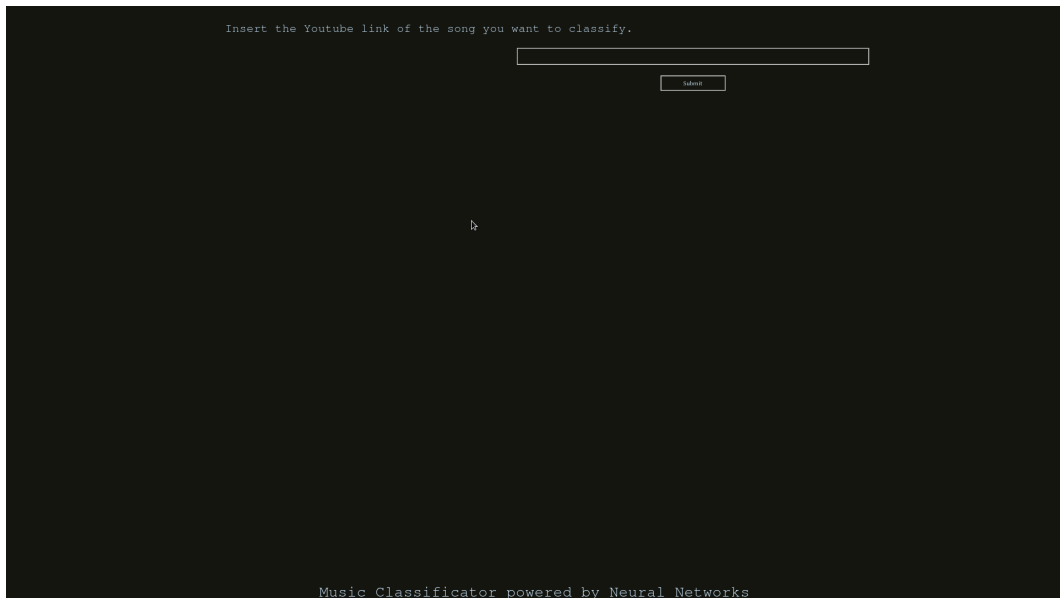 Insert the Youtube link of the song you want to classify.
Submit
Music Classificator powered by Neural Networks